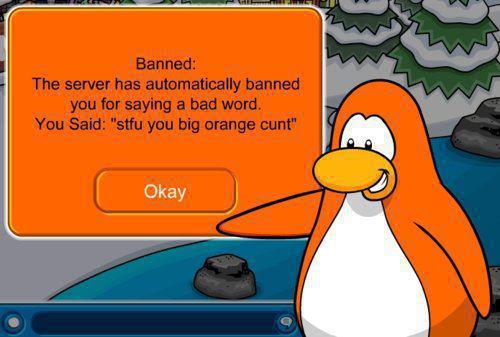 Banned:
The server has automatically banned
you for saying a bad word.
You Said: "stfu you big orange cunt"
Okay